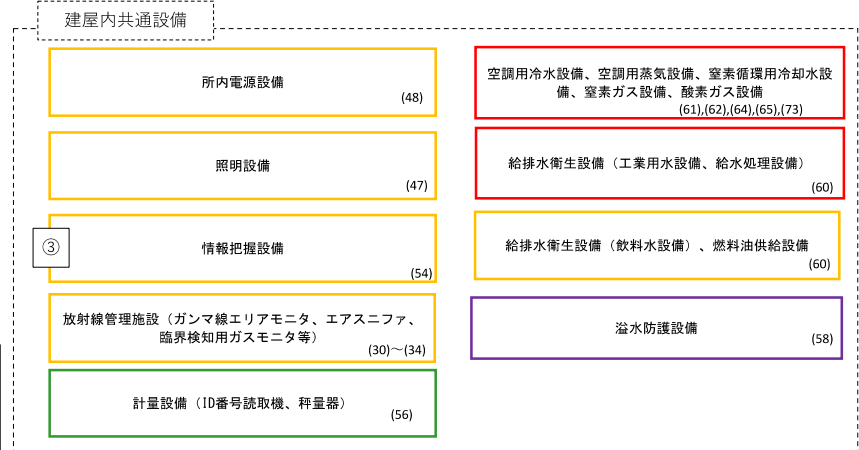 建屋内共通設備
所内電源設備
(48)
照明設備
(47)
③
情報把握設備
(54)
放射線管理施設（ガンマ線エリアモニタ、エアスニファ、
臨界検知用ガスモニタ等）
(30)～(34)
計量設備（ID番号読取機、秤量器）
(56)
空調用冷水設備、空調用蒸気設備、窒素循環用冷却水設
備、窒素ガス設備、酸素ガス設備
(61),(62),(64),(65),(73)
給排水衛生設備（工業用水設備、給水処理設備）
(60)
給排水衛生設備（飲料水設備）、燃料油供給設備
(60)
溢水防護設備
(58)